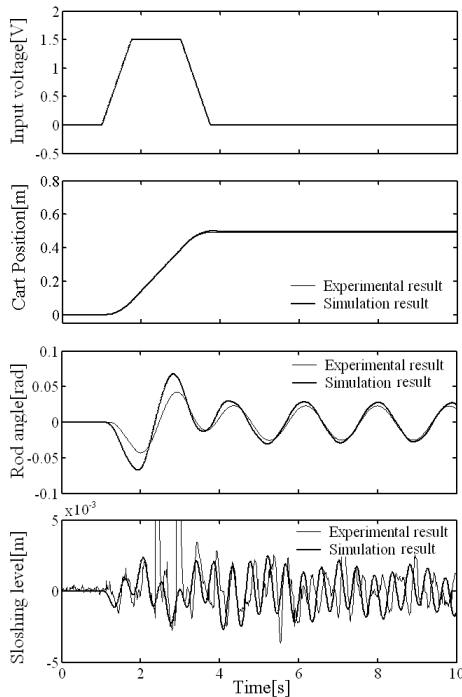 2
1.5
1
0.5
0
-0.5
Input voltage[V]
0.8
0.6
0.4
0.2
0
Cart Position[m]
Experimental result
Simulation result
0.1
0.05
0
-0.05
-0.1
Rod angle[rad]
Experimental result
Simulation result
x10⁻³
5
0
-5
Sloshing level[m]
Experimental result
Simulation result
0 2 4 6 8 10
Time[s]